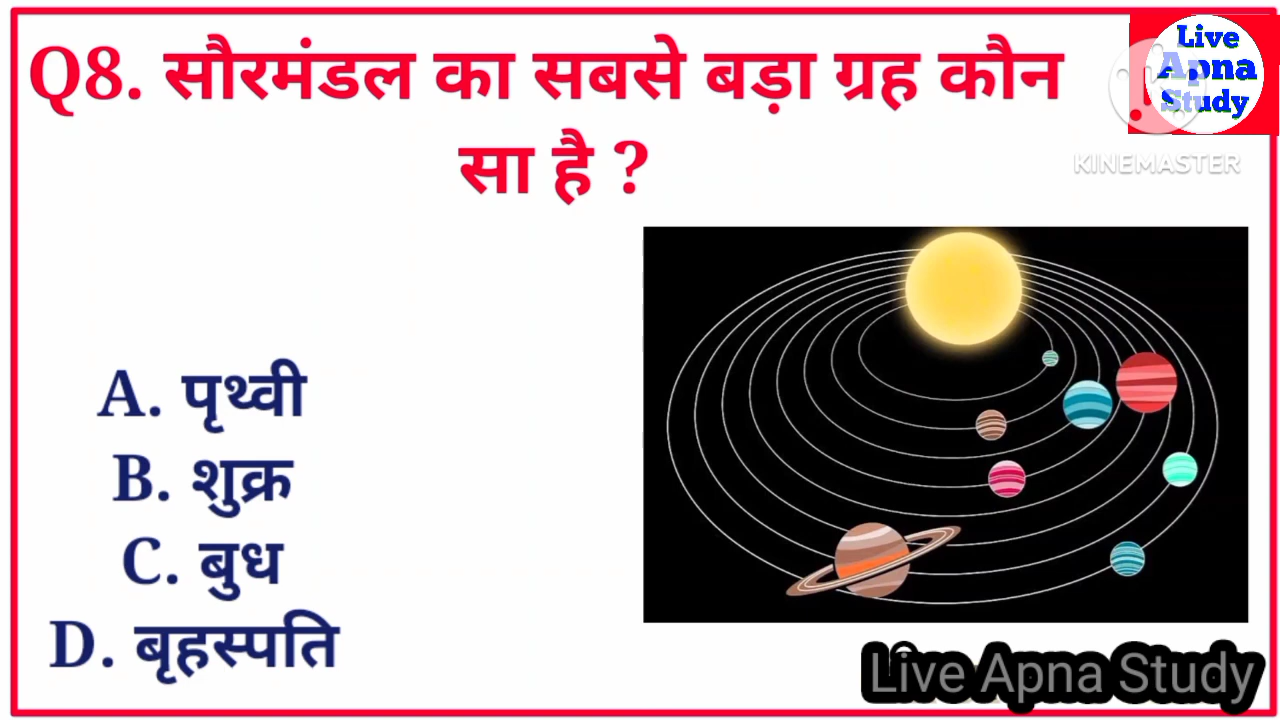 Q8. सौरमंडल का सबसे बड़ा ग्रह कौन
सा है ?
Live
Apna
Study
KINEMASTER
A. पृथ्वी
B. शुक्र
C. बुध
D. बृहस्पति
Live Apna Study